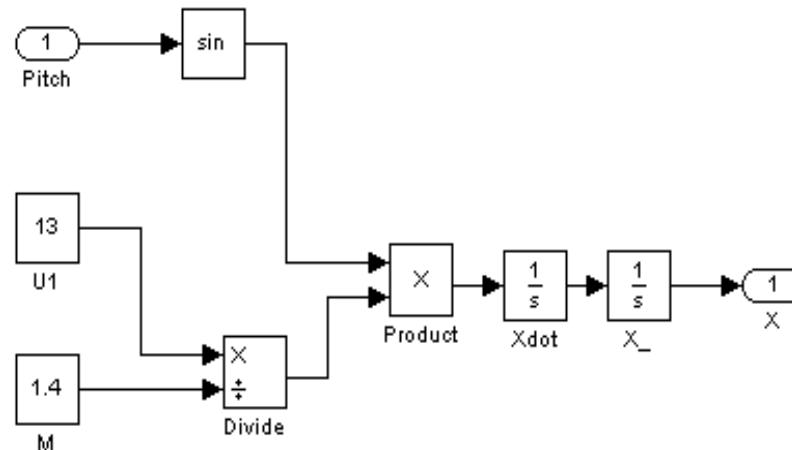 1
Pitch
sin
13
U1
1.4
M
X
÷
Divide
X
Product
1
s
Xdot
1
s
X_
1
X